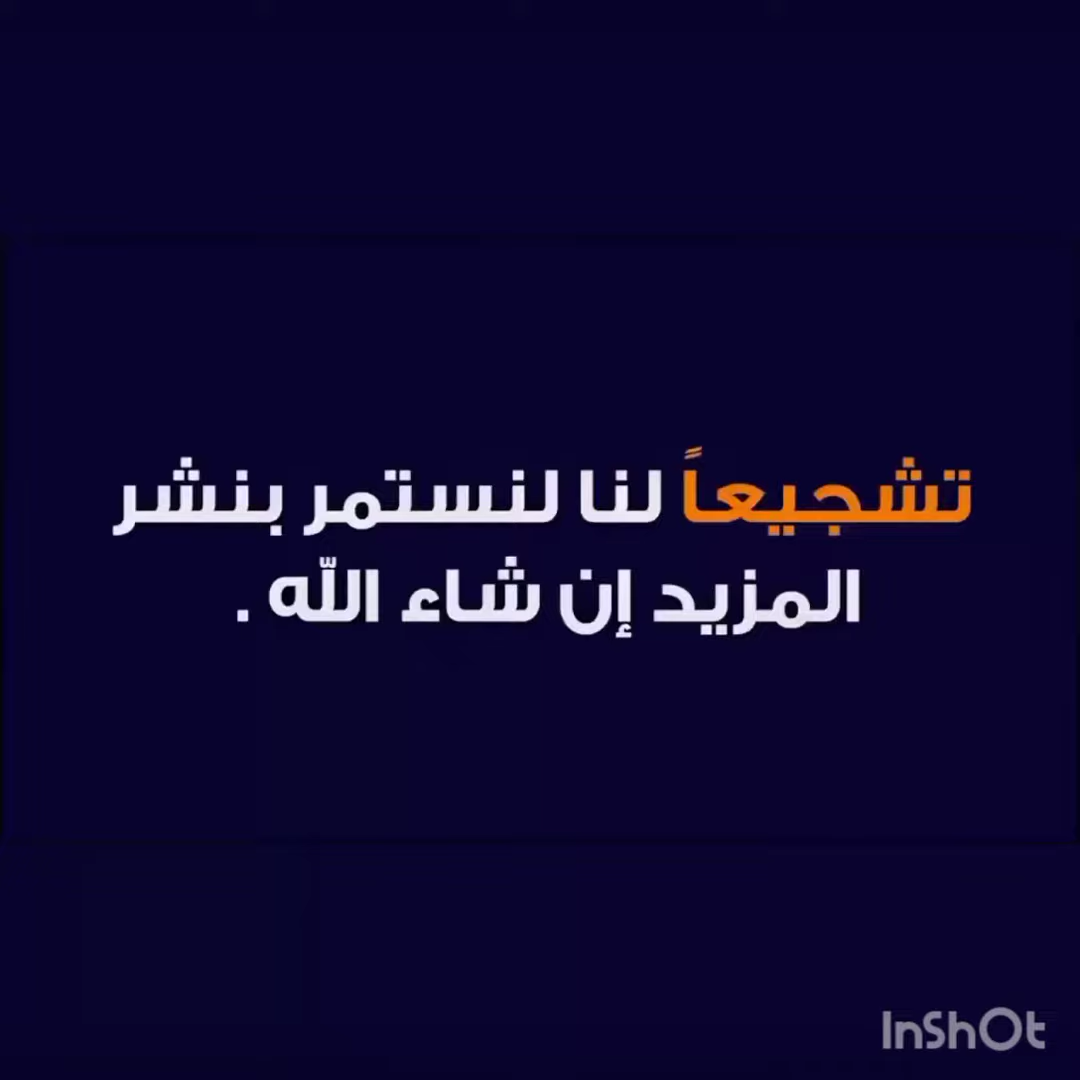 تشجيعاً لنا لنستمر بنشر
المزيد إن شاء اللّه .
InShOt